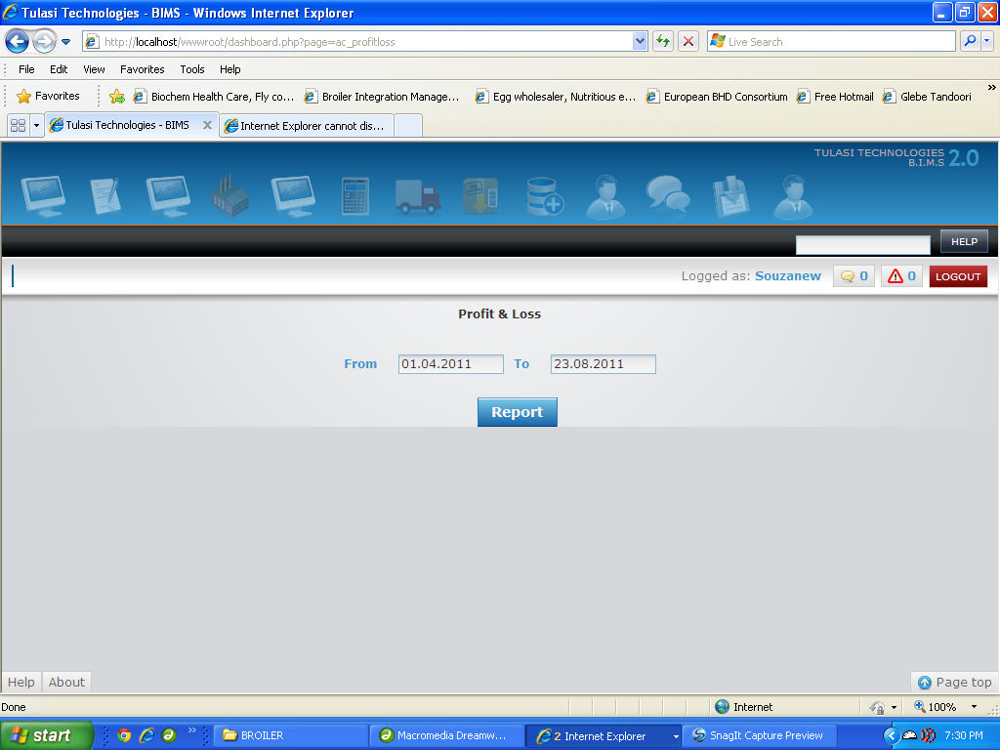 Tulasi Technologies - BIMS - Windows Internet Explorer
http://localhost/wwwroot/dashboard.php?page=ac_profitloss
Live Search
File Edit View Favorites Tools Help
Favorites Biochem Health Care, Fly co... Broiler Integration Manage... Egg wholesaler, Nutritious e... European BHD Consortium Free Hotmail Glebe Tandoori »
Tulasi Technologies - BIMS Internet Explorer cannot dis...
TULASI TECHNOLOGIES
B.I.M.S 2.0
HELP
Logged as: Souzanew 0 0 LOGOUT
Profit & Loss
From 01.04.2011 To 23.08.2011
Report
Help About Page top
Done Internet 100%
start » BROILER Macromedia Dreamw... 2 Internet Explorer SnagIt Capture Preview 7:30 PM